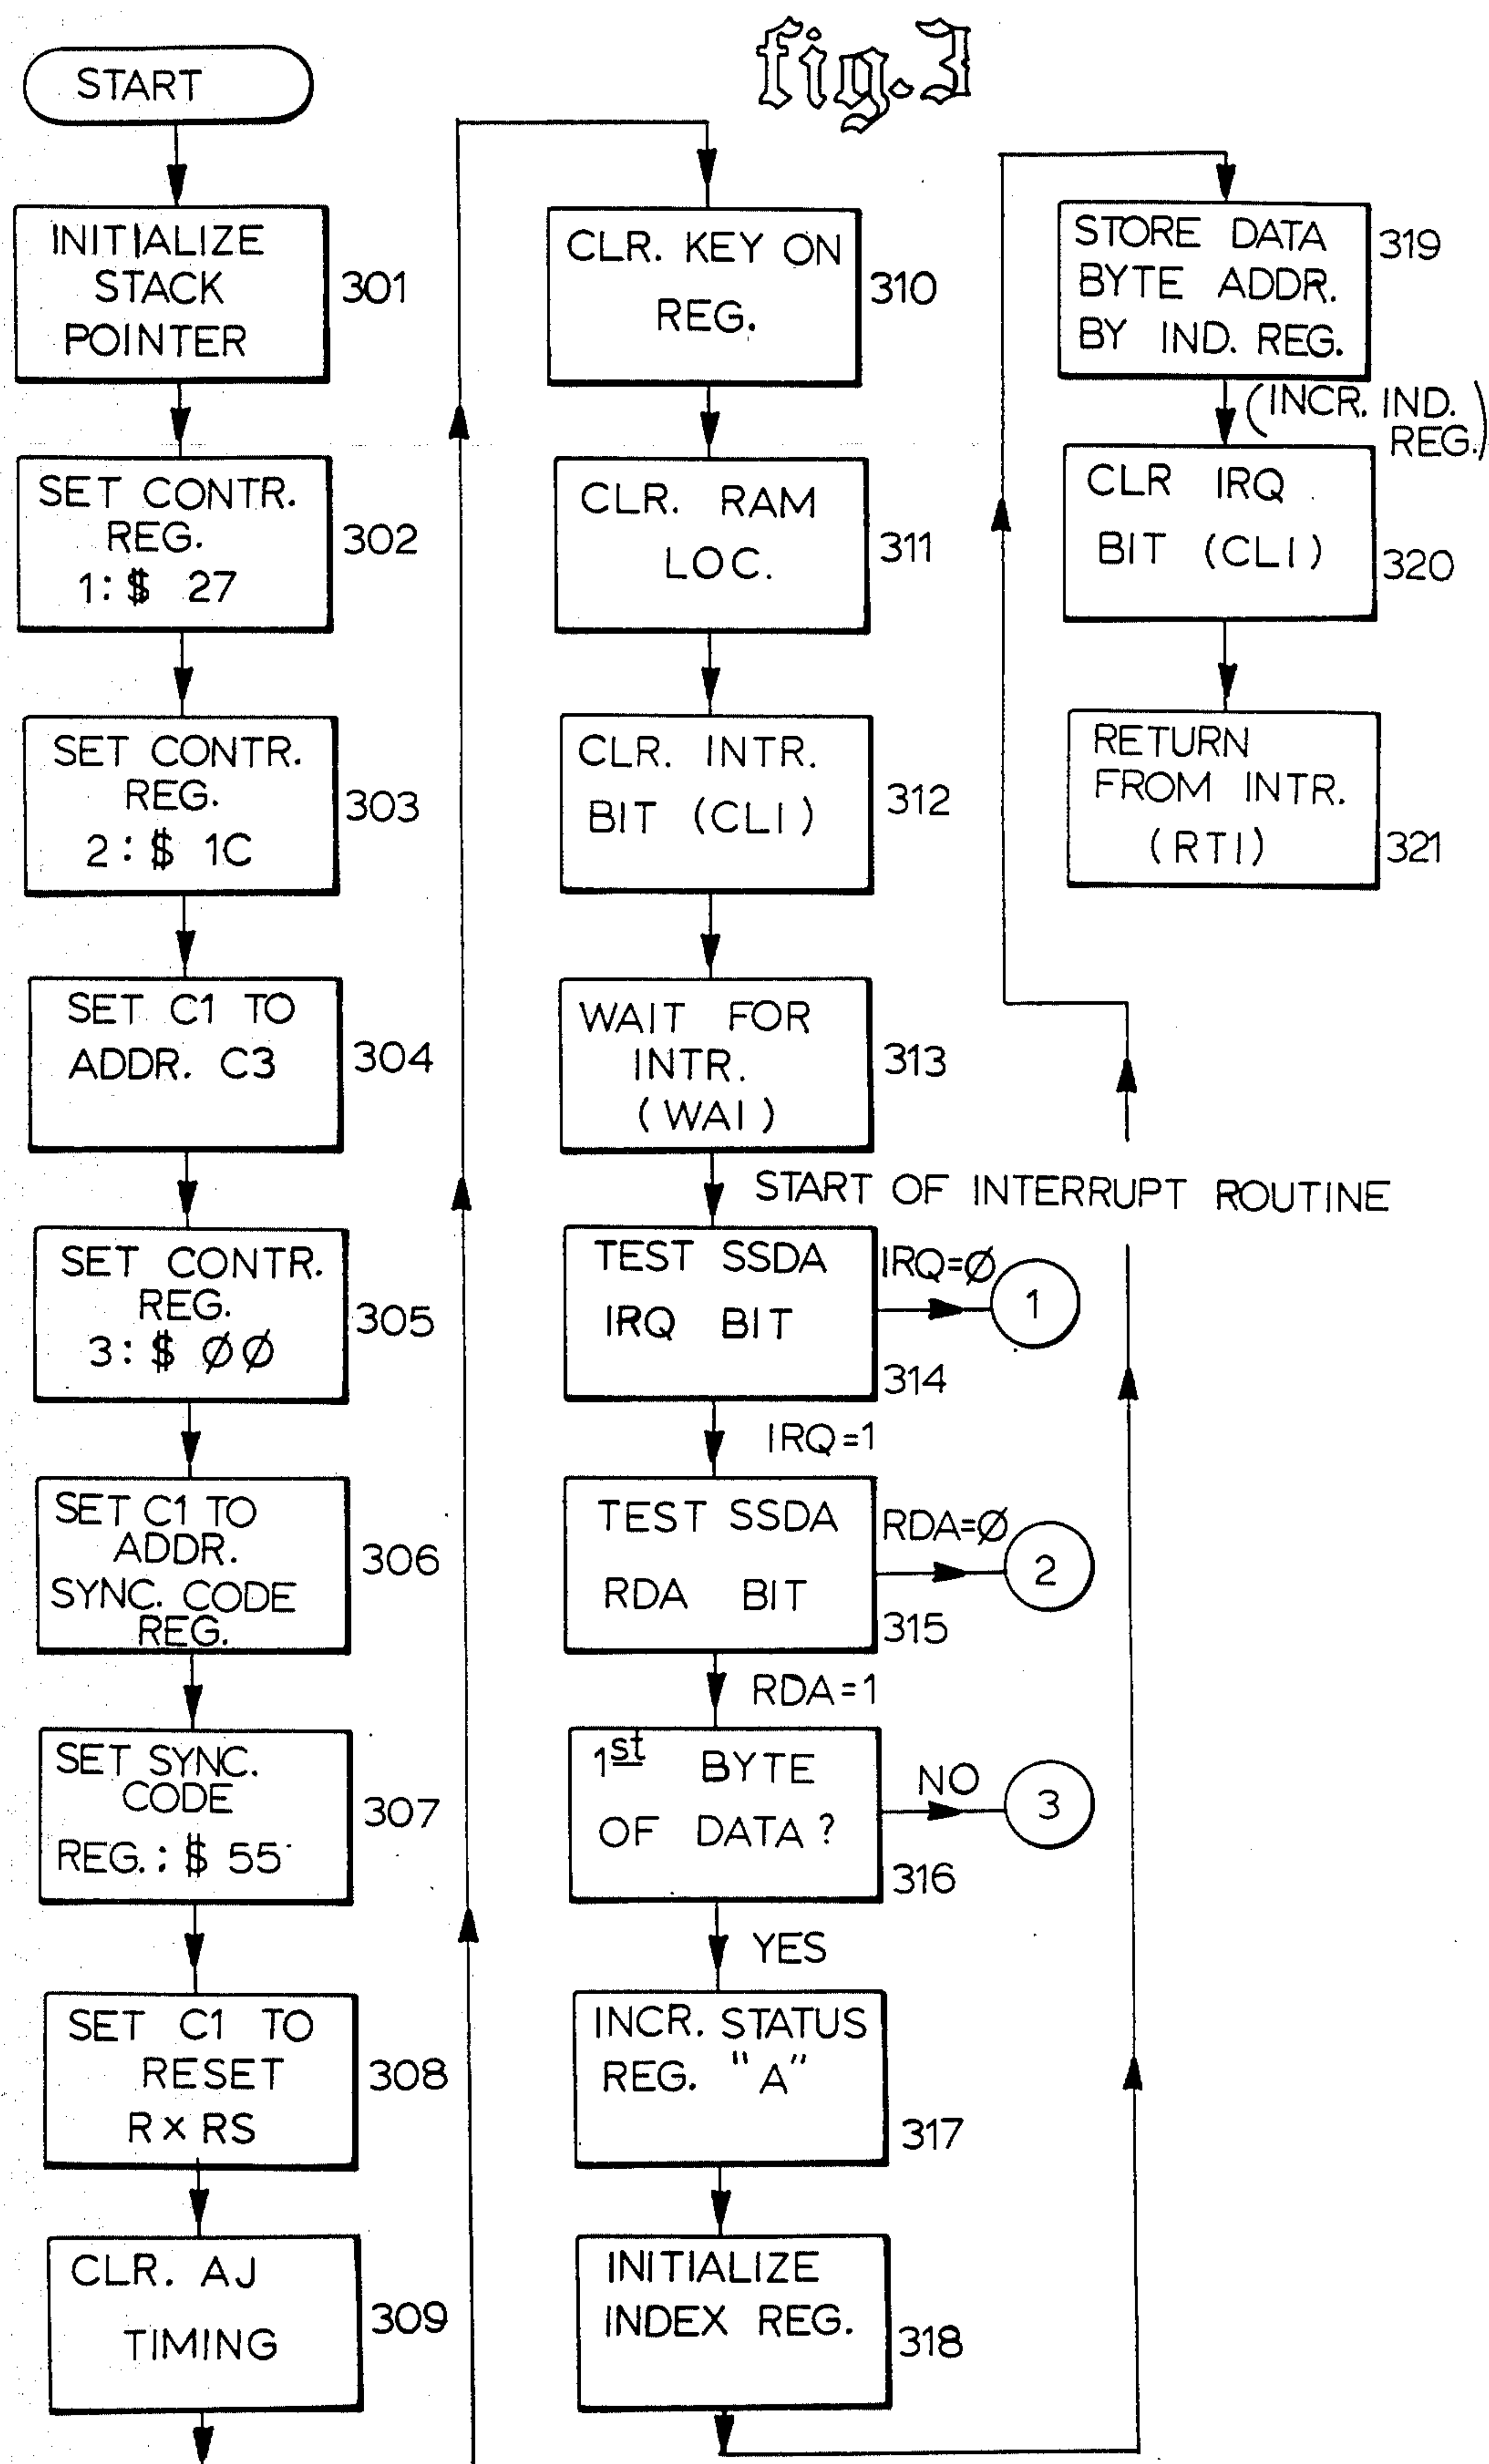 fig.3
START
INITIALIZE
STACK
POINTER
301
SET CONTR.
REG.
1:$ 27
302
SET CONTR.
REG.
2:$ 1C
303
SET C1 TO
ADDR. C3
304
SET CONTR.
REG.
3:$ ØØ
305
SET C1 TO
ADDR.
SYNC. CODE
REG.
306
SET SYNC.
CODE
REG.:$ 55
307
SET C1 TO
RESET
R×RS
308
CLR. AJ
TIMING
309
CLR. KEY ON
REG.
310
CLR. RAM
LOC.
311
CLR. INTR.
BIT (CLI)
312
WAIT FOR
INTR.
(WAI)
313
START OF INTERRUPT ROUTINE
TEST SSDA
IRQ BIT
314
IRQ=Ø
1
IRQ=1
TEST SSDA
RDA BIT
315
RDA=Ø
2
RDA=1
1st BYTE
OF DATA?
316
NO
3
YES
INCR. STATUS
REG. "A"
317
INITIALIZE
INDEX REG.
318
STORE DATA
BYTE ADDR.
BY IND. REG.
319
(INCR. IND.
REG.)
CLR IRQ
BIT (CLI)
320
RETURN
FROM INTR.
(RTI)
321